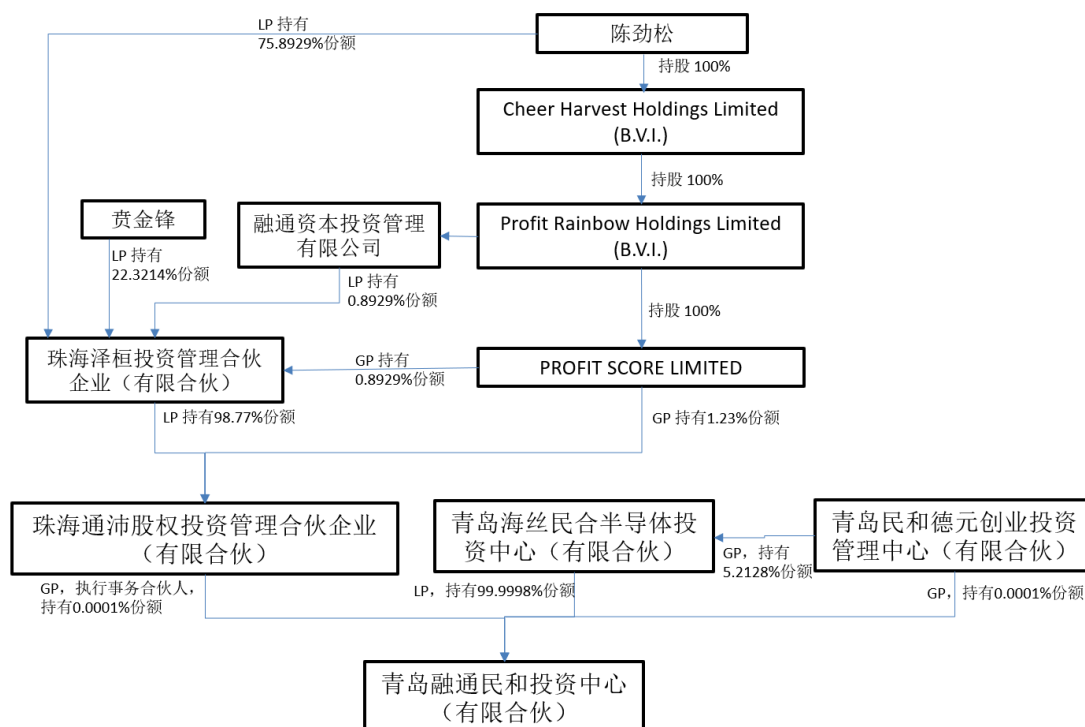 LP 持有
75.8929%份额
陈劲松
持股 100%
Cheer Harvest Holdings Limited
(B.V.I.)
持股 100%
贲金锋
融通资本投资管理
有限公司
Profit Rainbow Holdings Limited
(B.V.I.)
LP 持有
22.3214%份额
LP 持有
0.8929%份额
持股 100%
珠海泽桓投资管理合伙
企业（有限合伙）
GP 持有
0.8929%份额
PROFIT SCORE LIMITED
LP 持有98.77%份额
GP 持有1.23%份额
珠海通沛股权投资管理合伙企业
（有限合伙）
青岛海丝民合半导体投
资中心（有限合伙）
GP，持有
5.2128%份额
青岛民和德元创业投资
管理中心（有限合伙）
GP，执行事务合伙人，
持有0.0001%份额
LP，持有99.9998%份额
GP，持有0.0001%份额
青岛融通民和投资中心
（有限合伙）